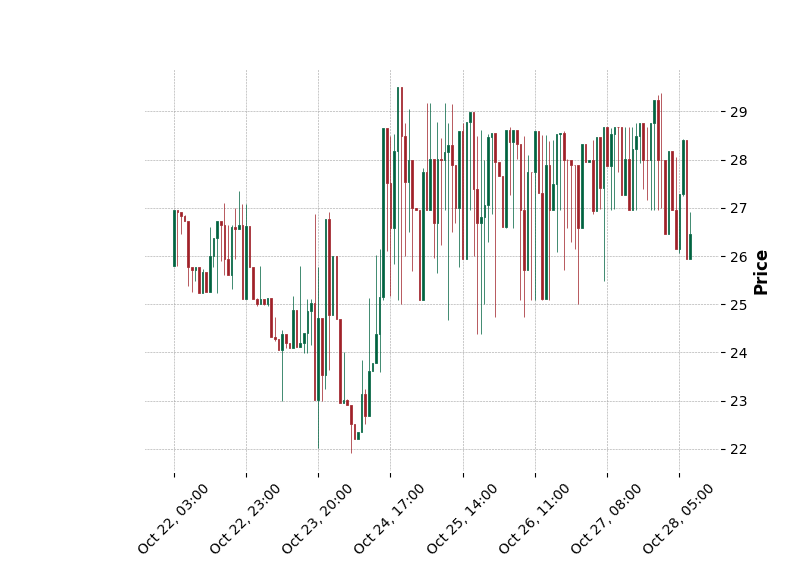 29
28
27
26
25
24
23
22
Price
Oct 22, 03:00
Oct 22, 23:00
Oct 23, 20:00
Oct 24, 17:00
Oct 25, 14:00
Oct 26, 11:00
Oct 27, 08:00
Oct 28, 05:00